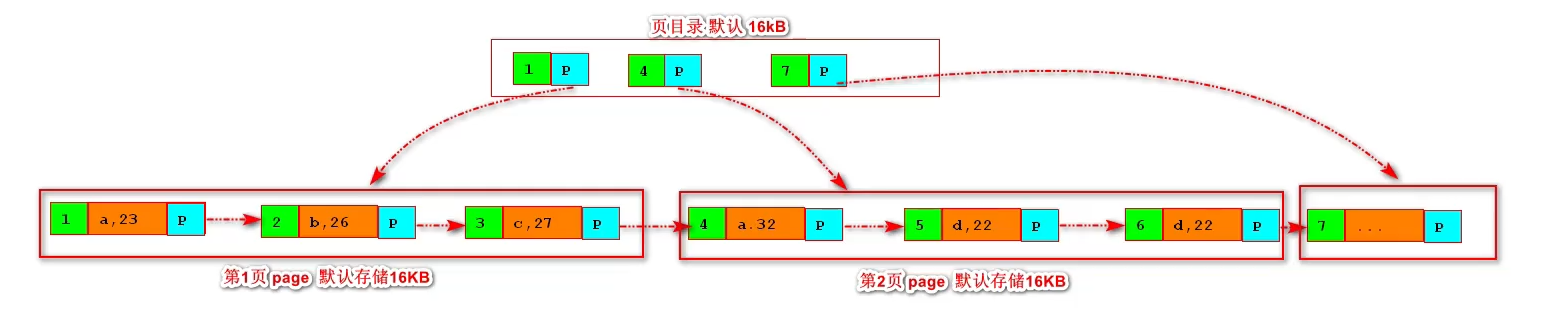 页目录 默认 16kB
1 P 4 P 7 P
1 a,23 P 2 b,26 P 3 c,27 P 4 a.32 P 5 d,22 P 6 d,22 P 7 ... P
第1页 page 默认存储16KB
第2页 page 默认存储16KB